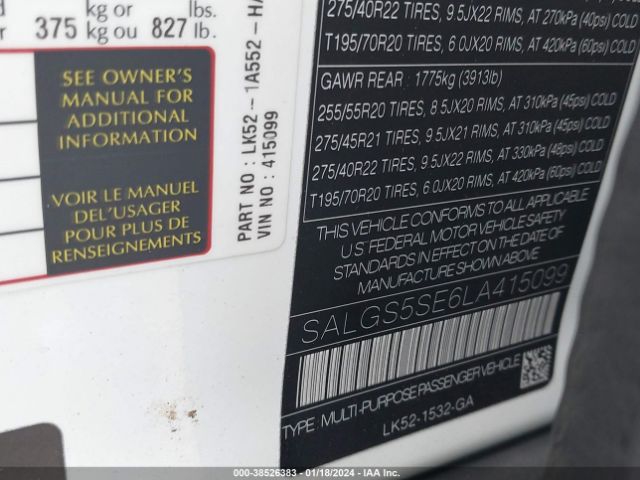 kg or lbs.
375 kg ou 827 lb.
SEE OWNER'S
MANUAL FOR
ADDITIONAL
INFORMATION
VOIR LE MANUEL
DEL'USAGER
POUR PLUS DE
RENSEIGNEMENTS
PART NO : LK52 – 1A552 – HA
VIN NO : 415099
275/40R22 TIRES, 9.5JX22 RIMS, AT 270kPa (40psi) COLD
T195/70R20 TIRES, 6.0JX20 RIMS, AT 420kPa (60psi) COLD
GAWR REAR : 1775kg (3913lb)
255/55R20 TIRES, 8.5JX20 RIMS, AT 310kPa (45psi) COLD
275/45R21 TIRES, 9.5JX21 RIMS, AT 310kPa (45psi) COLD
275/40R22 TIRES, 9.5JX22 RIMS, AT 330kPa (48psi) COLD
T195/70R20 TIRES, 6.0JX20 RIMS, AT 420kPa (60psi) COLD
THIS VEHICLE CONFORMS TO ALL APPLICABLE
U.S FEDERAL MOTOR VEHICLE SAFETY
STANDARDS IN EFFECT ON THE DATE OF
MANUFACTURE SHOWN ABOVE
SALGS5SE6LA415099
TYPE: MULTI-PURPOSE PASSENGER VEHICLE
LK52-1532-GA
000-38526383 - 01/18/2024 - IAA Inc.